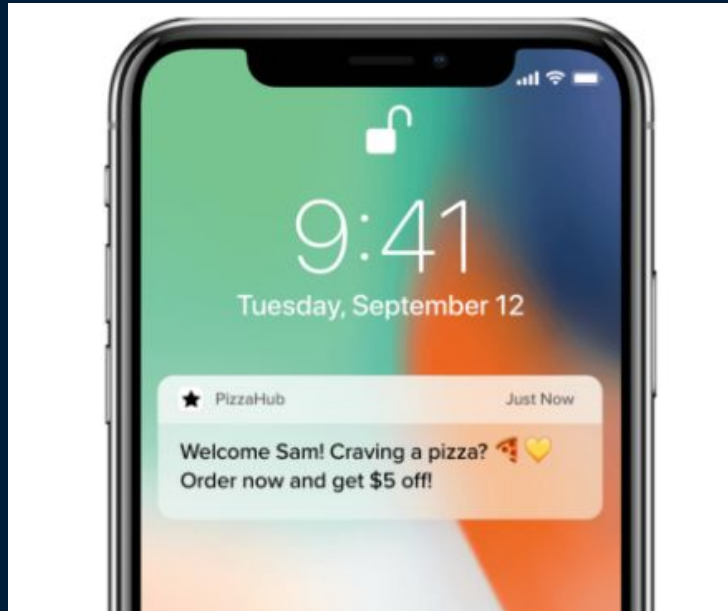 9:41
Tuesday, September 12
PizzaHub Just Now
Welcome Sam! Craving a pizza? 🍕 💛
Order now and get $5 off!